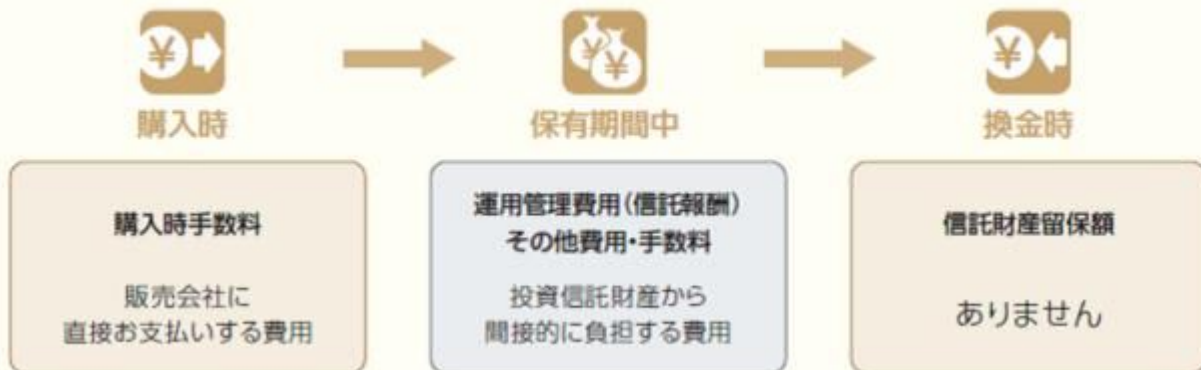 購入時
保有期間中
換金時
購入時手数料
販売会社に
直接お支払いする費用
運用管理費用(信託報酬)
その他費用・手数料
投資信託財産から
間接的に負担する費用
信託財産留保額
ありません